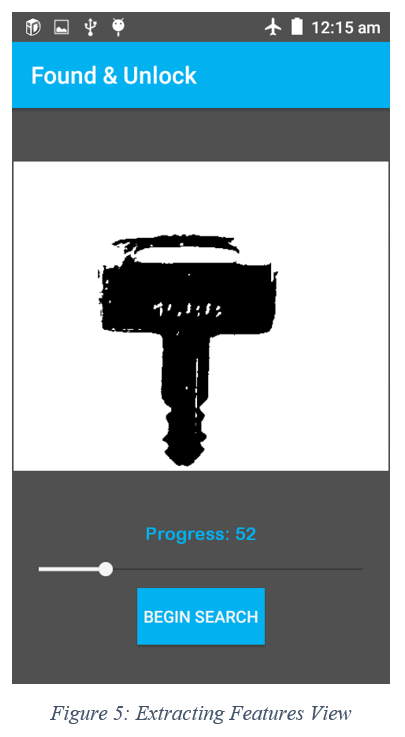 12:15 am
Found & Unlock
Progress: 52
BEGIN SEARCH
Figure 5: Extracting Features View